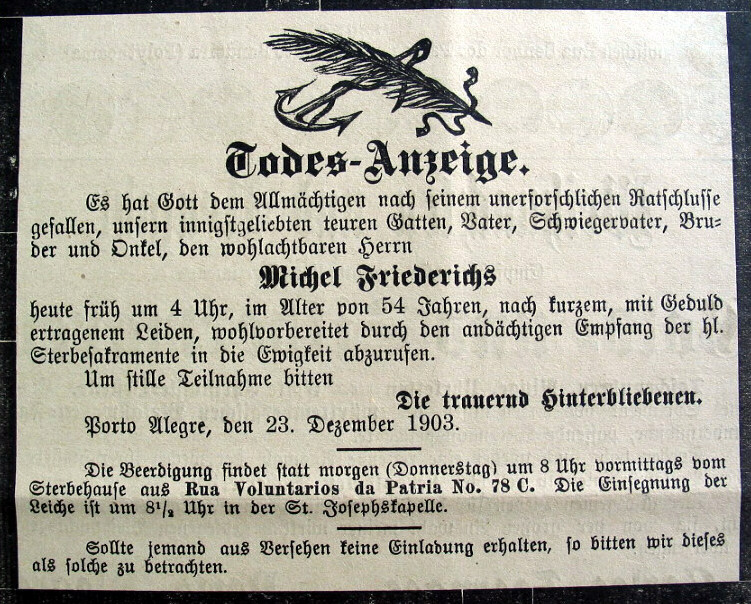 Todes-Anzeige.
Es hat Gott dem Allmächtigen nach seinem unerforschlichen Ratschlusse
gefallen, unsern innigstgeliebten teuren Gatten, Vater, Schwiegervater, Bru-
der und Onkel, den wohlachtbaren Herrn
Michel Friederichs
heute früh um 4 Uhr, im Alter von 54 Jahren, nach kurzem, mit Geduld
ertragenem Leiden, wohlvorbereitet durch den andächtigen Empfang der hl.
Sterbesakramente in die Ewigkeit abzurufen.
Um stille Teilnahme bitten
Die trauernd Hinterbliebenen.
Porto Alegre, den 23. Dezember 1903.
Die Beerdigung findet statt morgen (Donnerstag) um 8 Uhr vormittags vom
Sterbehause aus Rua Voluntarios da Patria No. 78 C. Die Einsegnung der
Leiche ist um 8½ Uhr in der St. Josephskapelle.
Sollte jemand aus Versehen keine Einladung erhalten, so bitten wir dieses
als solche zu betrachten.